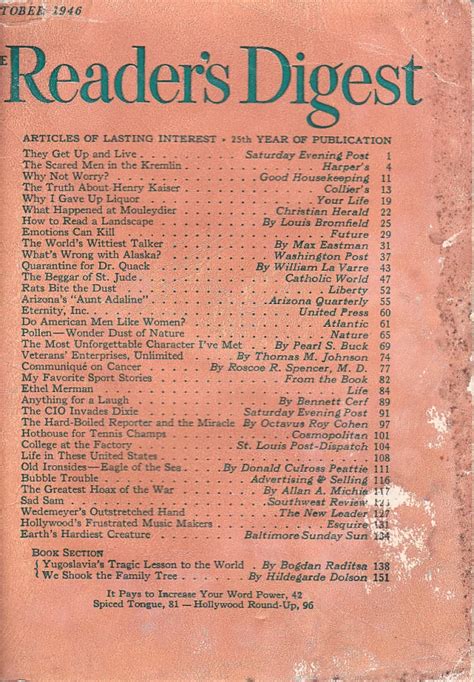 TOBER 1946
E
Reader's Digest
ARTICLES OF LASTING INTEREST • 25th YEAR OF PUBLICATION
They Get Up and Live . . . Saturday Evening Post 1
The Scared Men in the Kremlin . . . Harper's 4
Why Not Worry? . . . Good Housekeeping 11
The Truth About Henry Kaiser . . . Collier's 13
Why I Gave Up Liquor . . . Your Life 19
What Happened at Mouleydier . . . Christian Herald 22
How to Read a Landscape . . . By Louis Bromfield 25
Emotions Can Kill . . . Future 29
The World's Wittiest Talker . . . By Max Eastman 31
What's Wrong with Alaska? . . . Washington Post 37
Quarantine for Dr. Quack . . . By William La Varre 43
The Beggar of St. Jude . . . Catholic World 47
Rats Bite the Dust . . . Liberty 52
Arizona's "Aunt Adaline" . . . Arizona Quarterly 55
Eternity, Inc. . . . United Press 60
Do American Men Like Women? . . . Atlantic 61
Pollen—Wonder Dust of Nature . . . Nature 65
The Most Unforgettable Character I've Met . . . By Pearl S. Buck 69
Veterans' Enterprises, Unlimited . . . By Thomas M. Johnson 74
Communiqué on Cancer . . . By Roscoe R. Spencer, M. D. 77
My Favorite Sport Stories . . . From the Book 82
Ethel Merman . . . Life 84
Anything for a Laugh . . . By Bennett Cerf 89
The CIO Invades Dixie . . . Saturday Evening Post 91
The Hard-Boiled Reporter and the Miracle By Octavus Roy Cohen 97
Hothouse for Tennis Champs . . . Cosmopolitan 101
College at the Factory . . . St. Louis Post-Dispatch 104
Life in These United States . . . 108
Old Ironsides—Eagle of the Sea . . . By Donald Culross Peattie 111
Bubble Trouble . . . Advertising & Selling 116
The Greatest Hoax of the War . . . By Allan A. Michie 117
Sad Sam . . . Southwest Review
Wedemeyer's Outstretched Hand . . . The New Leader 127
Hollywood's Frustrated Music Makers . . . Esquire 131
Earth's Hardiest Creature . . . Baltimore Sunday Sun 134
BOOK SECTION
{ Yugoslavia's Tragic Lesson to the World . . . By Bogdan Raditsa 138
{ We Shook the Family Tree . . . By Hildegarde Dolson 151
It Pays to Increase Your Word Power, 42
Spiced Tongue, 81 — Hollywood Round-Up, 96